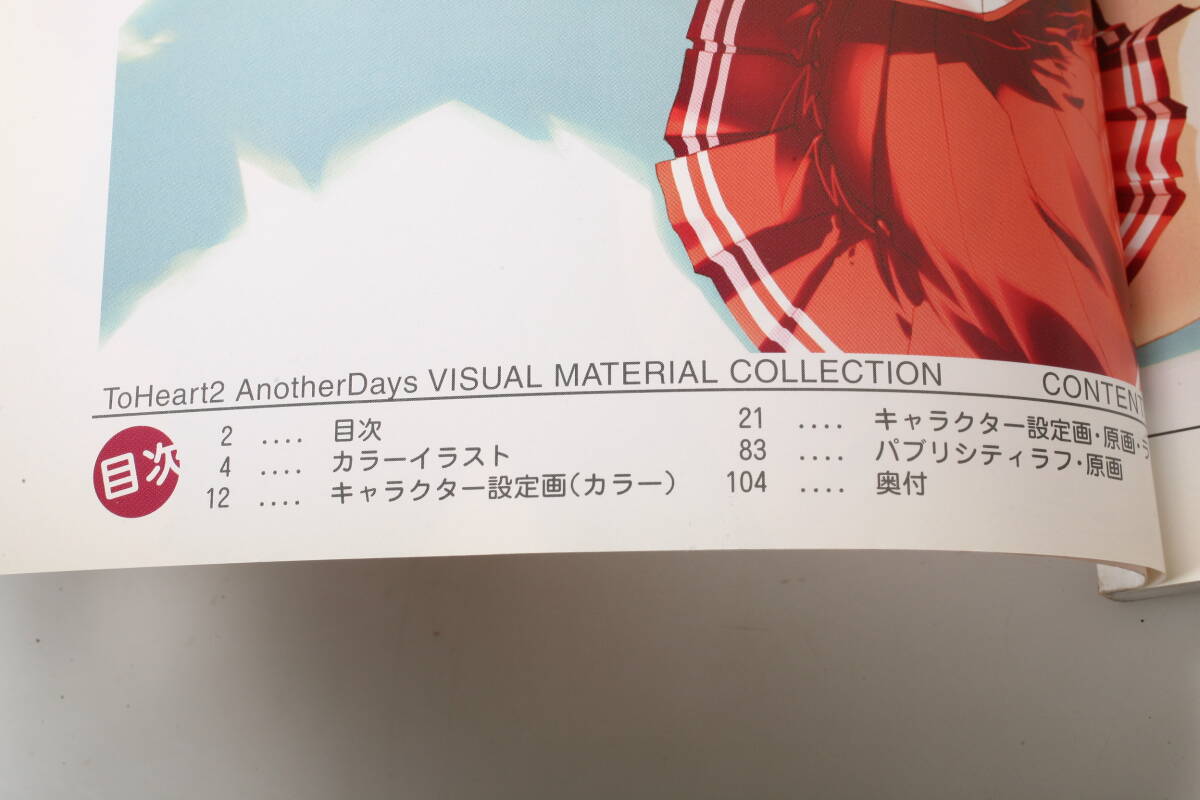 ToHeart2 AnotherDays VISUAL MATERIAL COLLECTION
目次
2 .... 目次
4 .... カラーイラスト
12 .... キャラクター設定画(カラー)
21 .... キャラクター設定画・原画・
83 .... パブリシティラフ・原画
104 .... 奥付